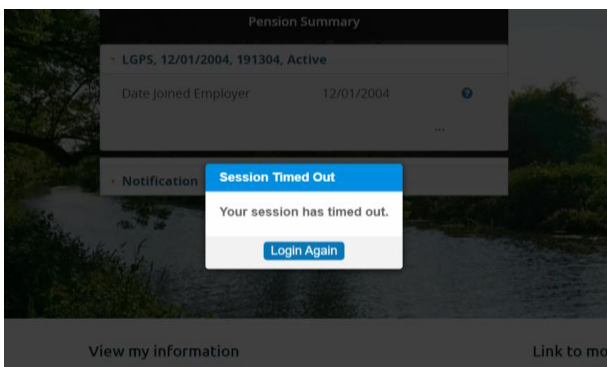 Pension Summary
LGPS, 12/01/2004, 191304, Active
Date Joined Employer 12/01/2004 ?
...
Notification
Session Timed Out
Your session has timed out.
Login Again
View my information Link to mo